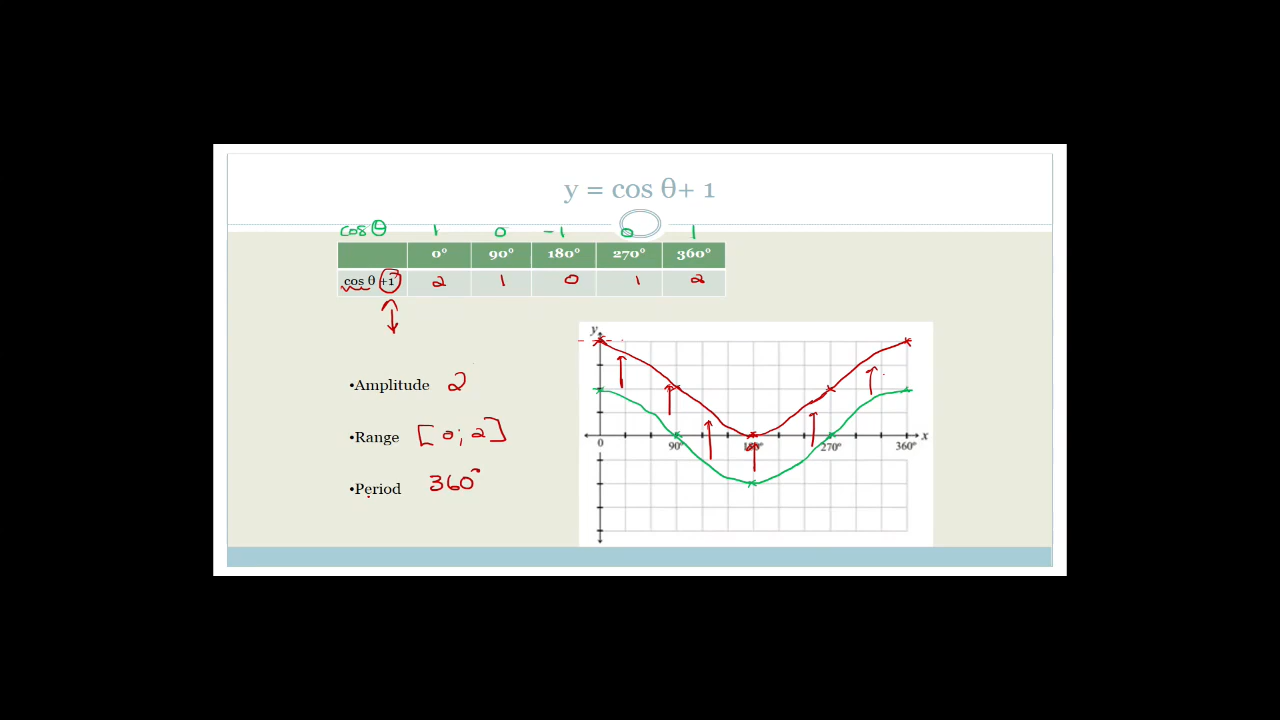 y = cos θ+ 1
cos θ 1 0 -1 0 1
0° 90° 180° 270° 360°
cos θ +1 2 1 0 1 2
•Amplitude 2
•Range [0; 2]
•Period 360°
y
0 90° 180° 270° 360° x